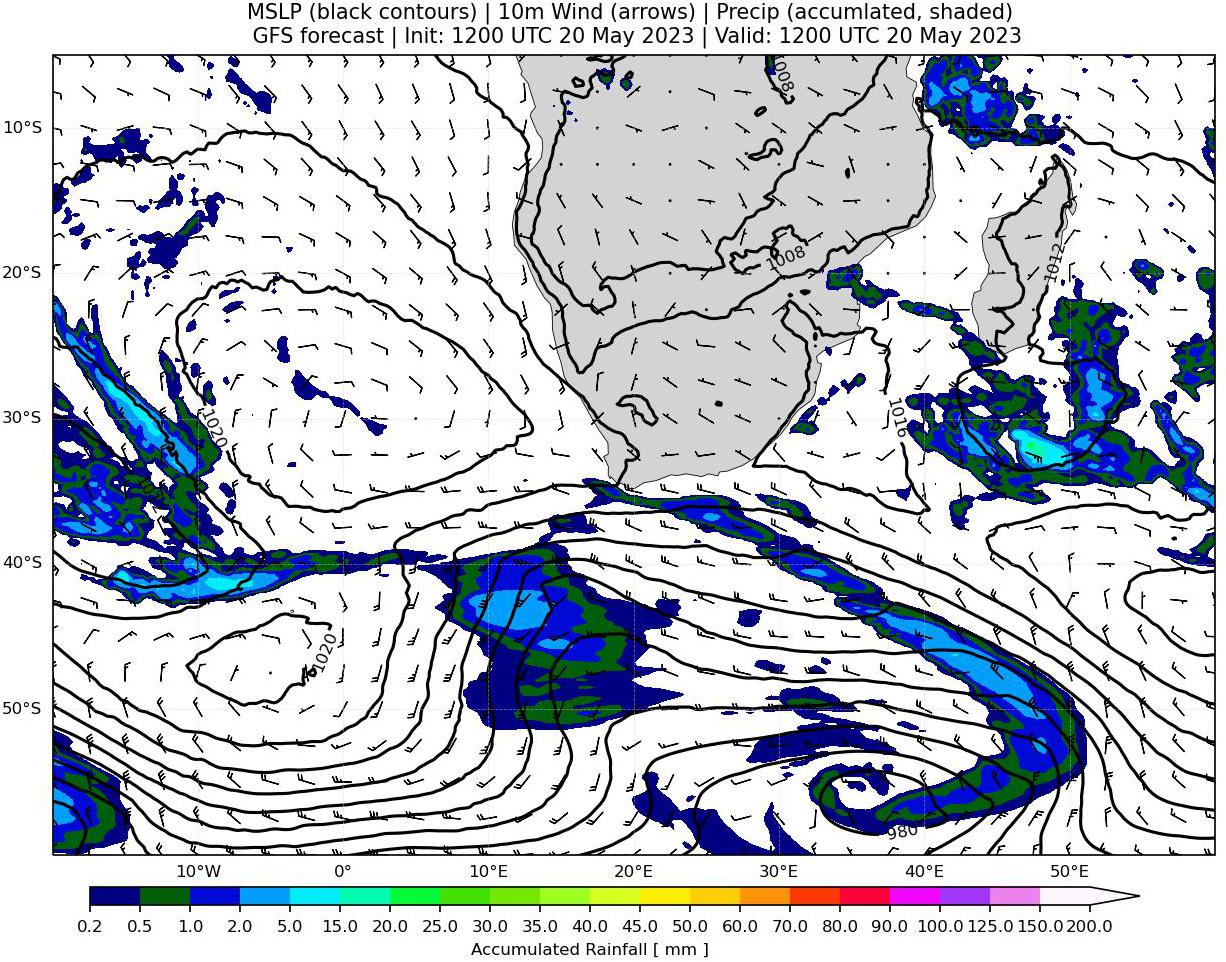 MSLP (black contours) | 10m Wind (arrows) | Precip (accumlated, shaded)
GFS forecast | Init: 1200 UTC 20 May 2023 | Valid: 1200 UTC 20 May 2023
1008
10°S
1008
1012
20°S
1020
1016
30°S
40°S
1020
50°S
980
10°W 0° 10°E 20°E 30°E 40°E 50°E
0.2 0.5 1.0 2.0 5.0 10.0 15.0 20.0 25.0 30.0 35.0 40.0 45.0 50.0 60.0 70.0 80.0 90.0 100.0 125.0 150.0 200.0
Accumulated Rainfall [ mm ]